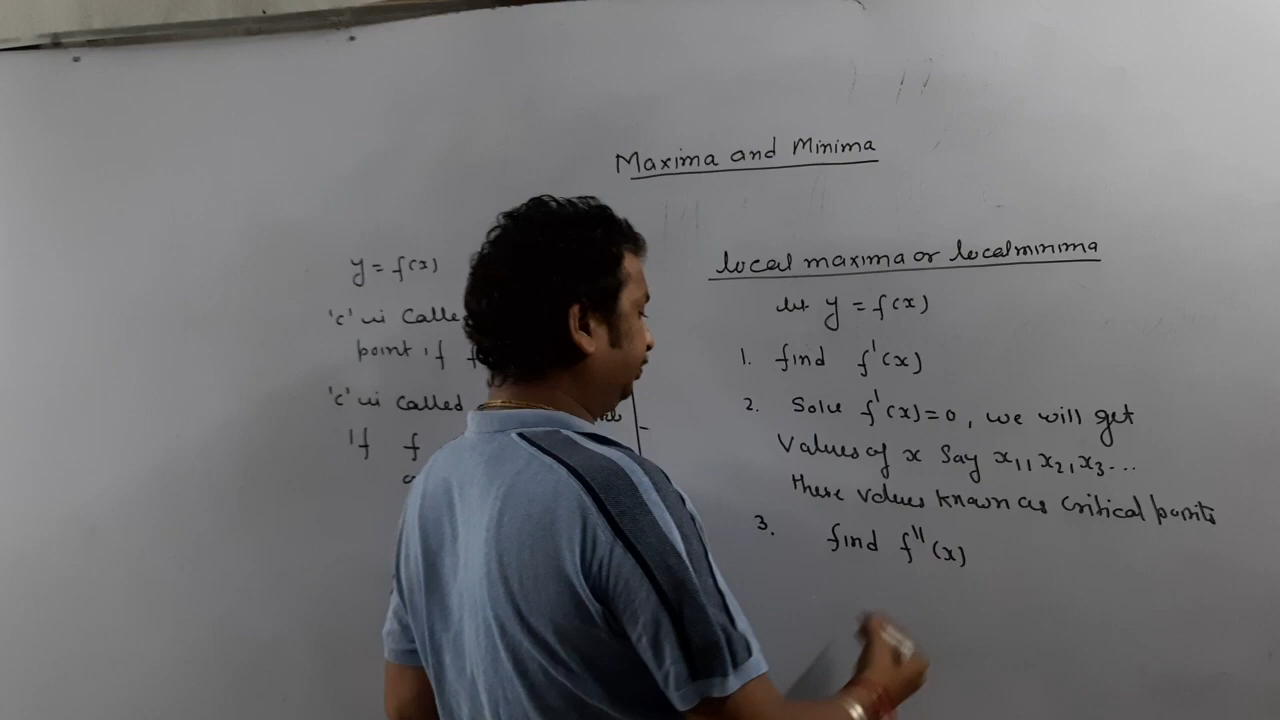 Maxima and Minima
y = f(x)
'c' is Calle
point if f
'c' is called
If f
local maxima or local minima
let y = f(x)
1. find f'(x)
2. Solve f'(x)=0, we will get
Values of x say x₁, x₂, x₃...
these values known as critical points
3. find f''(x)